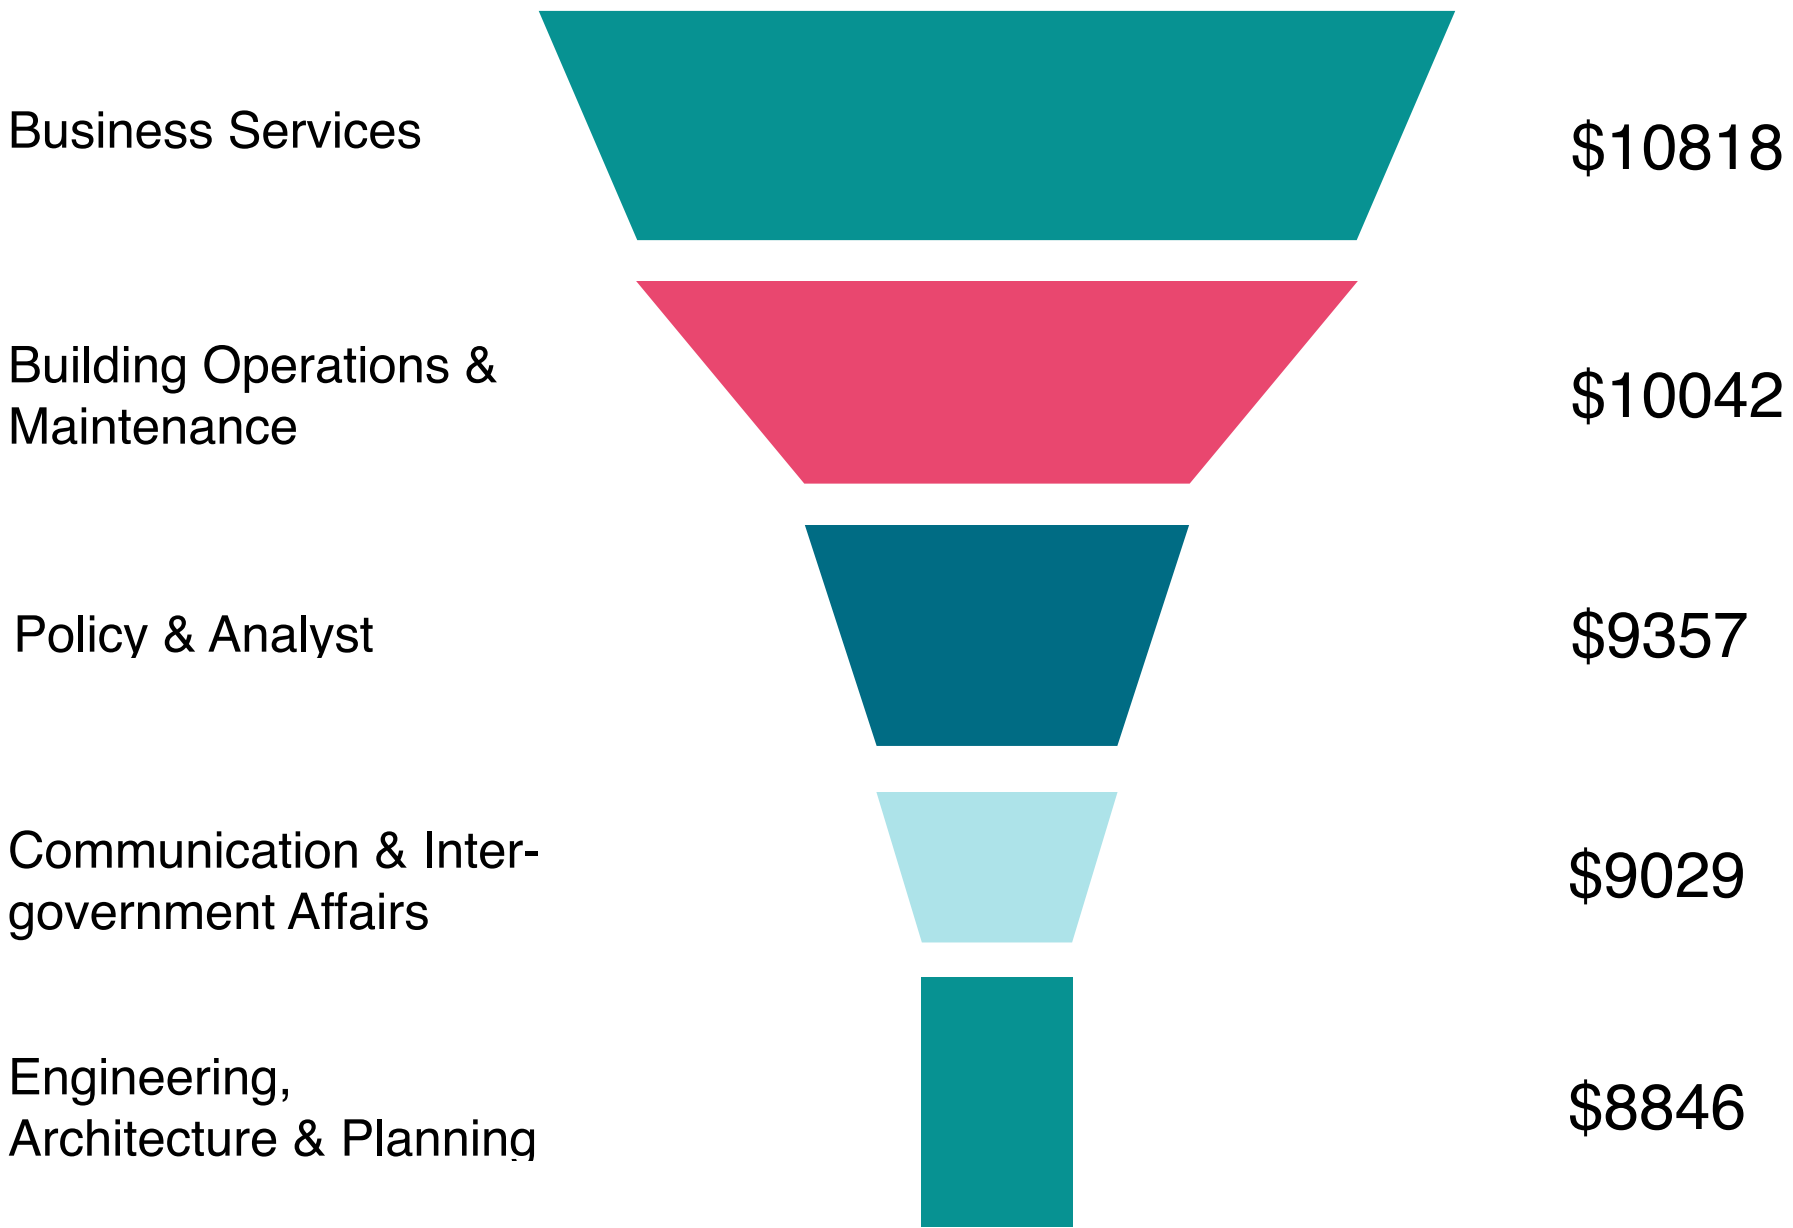 Business Services
$10818
Building Operations &
Maintenance
$10042
Policy & Analyst
$9357
Communication & Inter-
government Affairs
$9029
Engineering,
Architecture & Planning
$8846